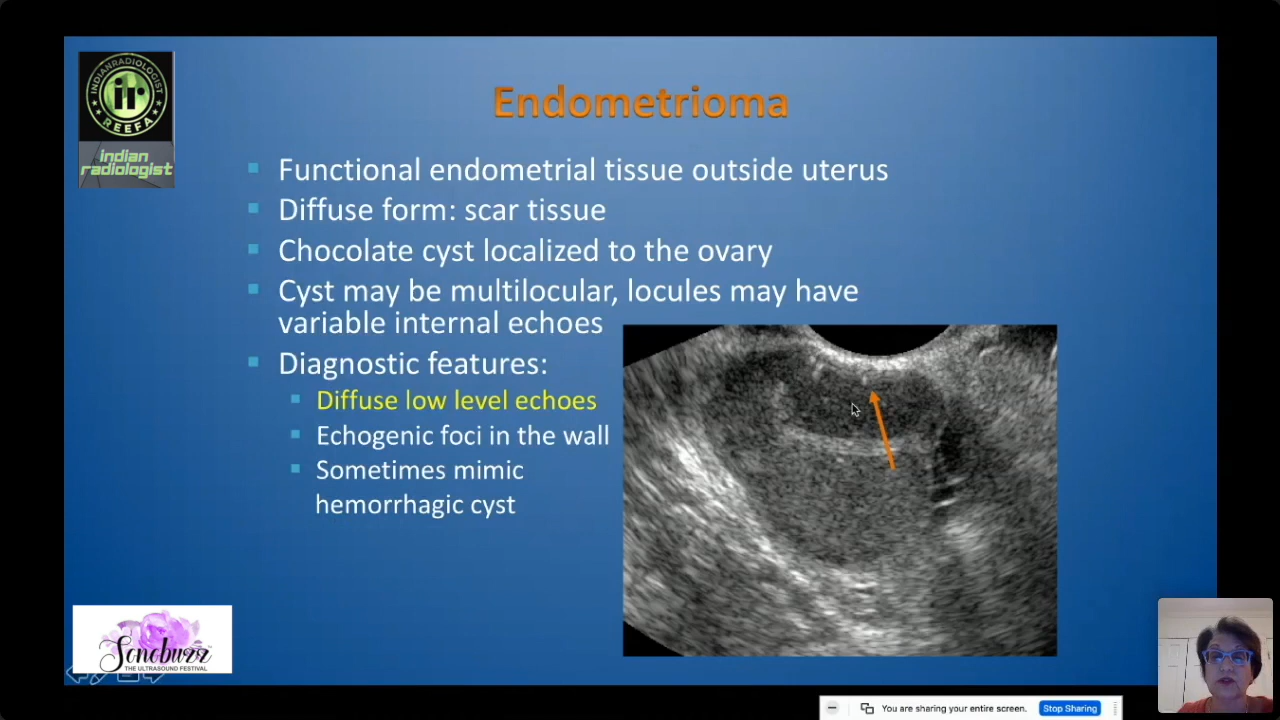 INDIANRADIOLOGIST
ir
REEFA
indian
radiologist
Endometrioma
Functional endometrial tissue outside uterus
Diffuse form: scar tissue
Chocolate cyst localized to the ovary
Cyst may be multilocular, locules may have
variable internal echoes
Diagnostic features:
Diffuse low level echoes
Echogenic foci in the wall
Sometimes mimic
hemorrhagic cyst
Sonobuzz
THE ULTRASOUND FESTIVAL
You are sharing your entire screen.
Stop Sharing